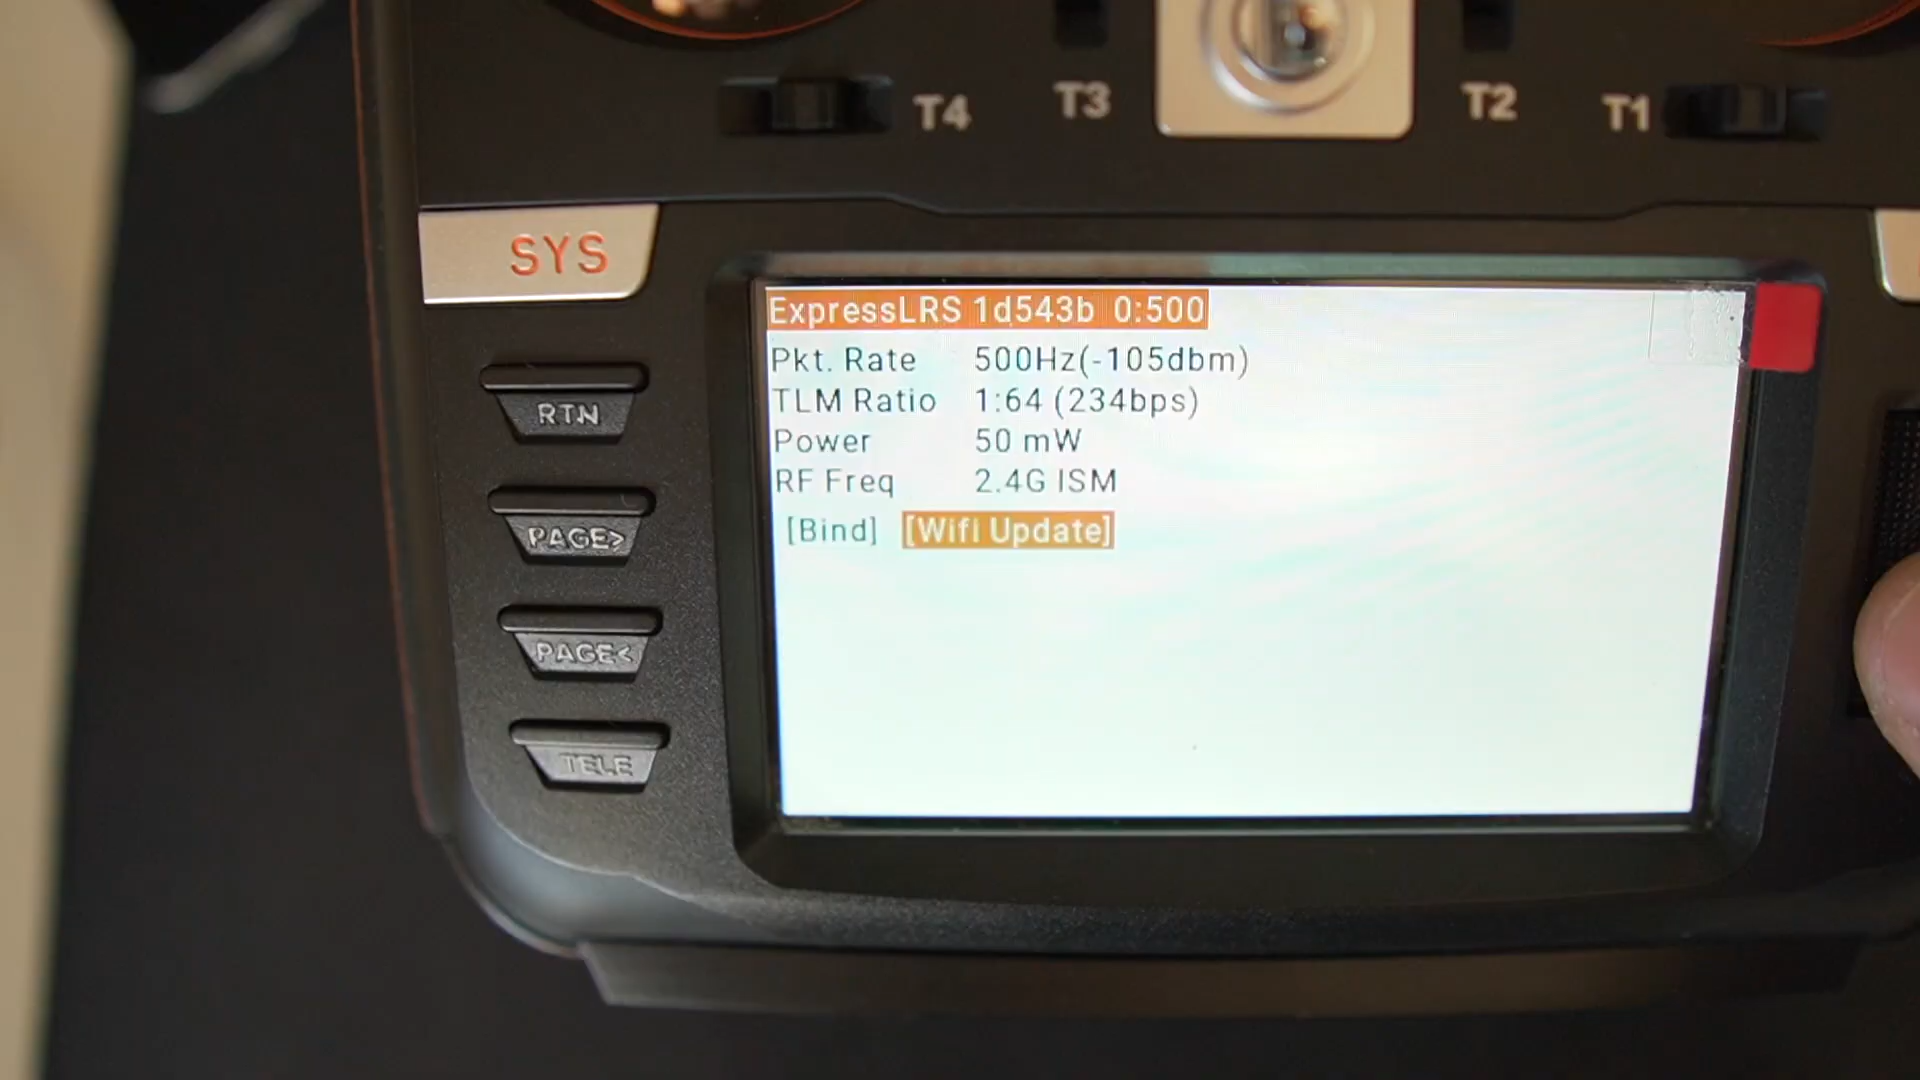 T4 T3 T2 T1
SYS
ExpressLRS 1d543b 0:500
Pkt. Rate 500Hz(-105dbm)
TLM Ratio 1:64 (234bps)
Power 50 mW
RF Freq 2.4G ISM
[Bind] [Wifi Update]
RTN
PAGE>
PAGE<
TELE